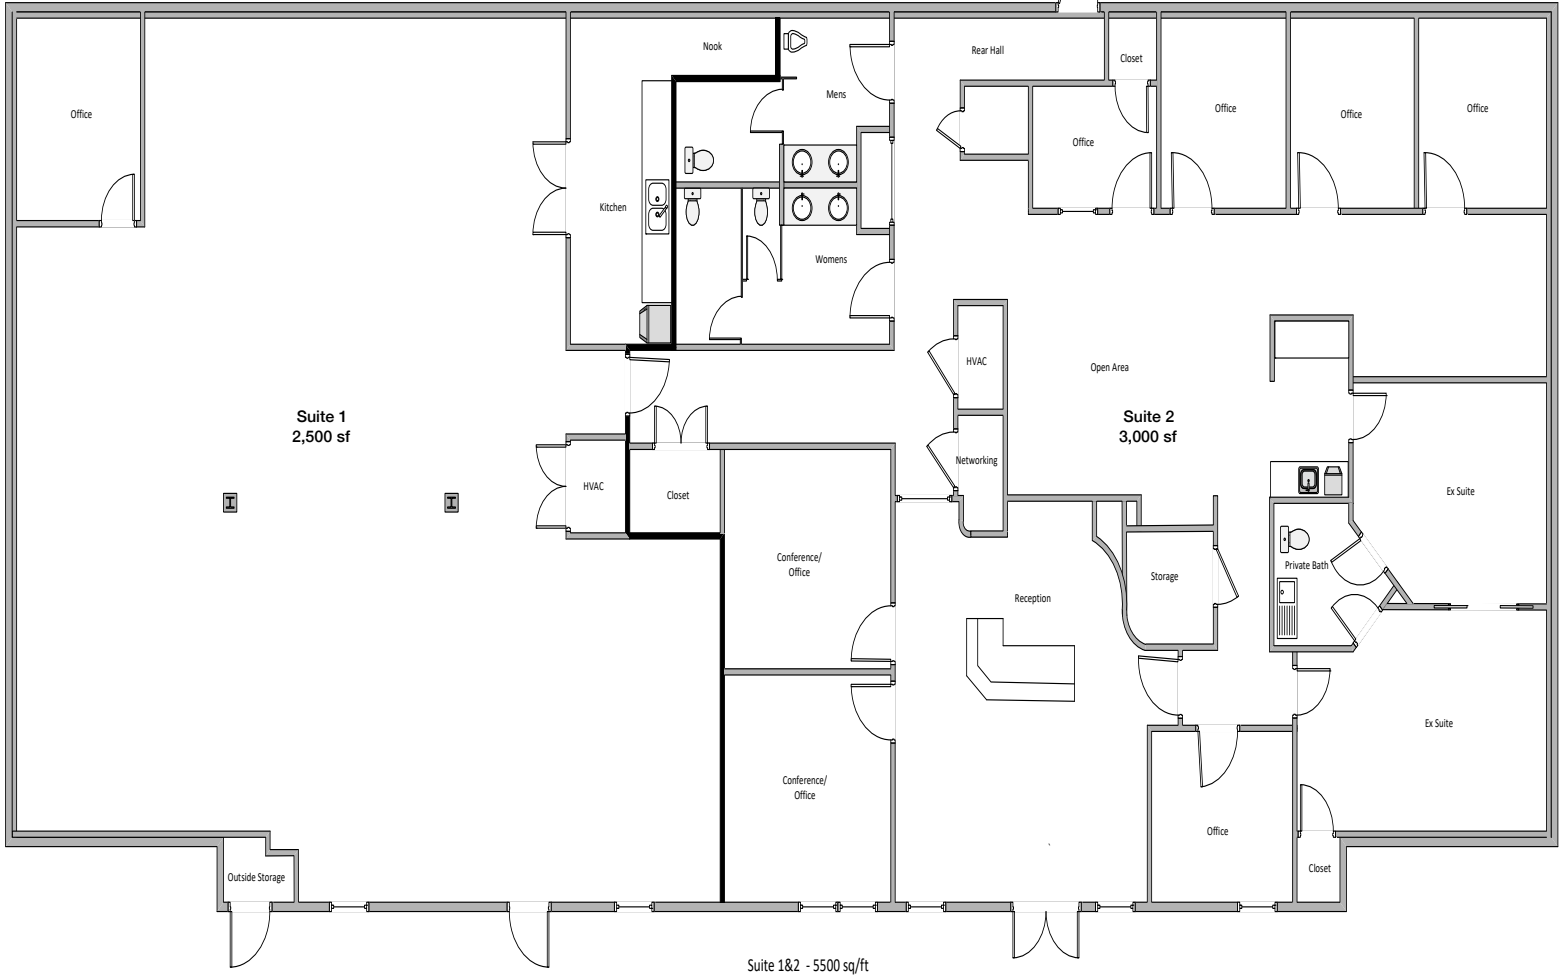 Nook
Rear Hall
Closet
Office
Mens
Office
Office
Office
Office
Kitchen
Womens
HVAC
Open Area
Suite 1
2,500 sf
Suite 2
3,000 sf
Networking
HVAC
Closet
Ex Suite
Conference/
Office
Storage
Private Bath
Reception
Ex Suite
Conference/
Office
Office
Closet
Outside Storage
Suite 1&2 - 5500 sq/ft